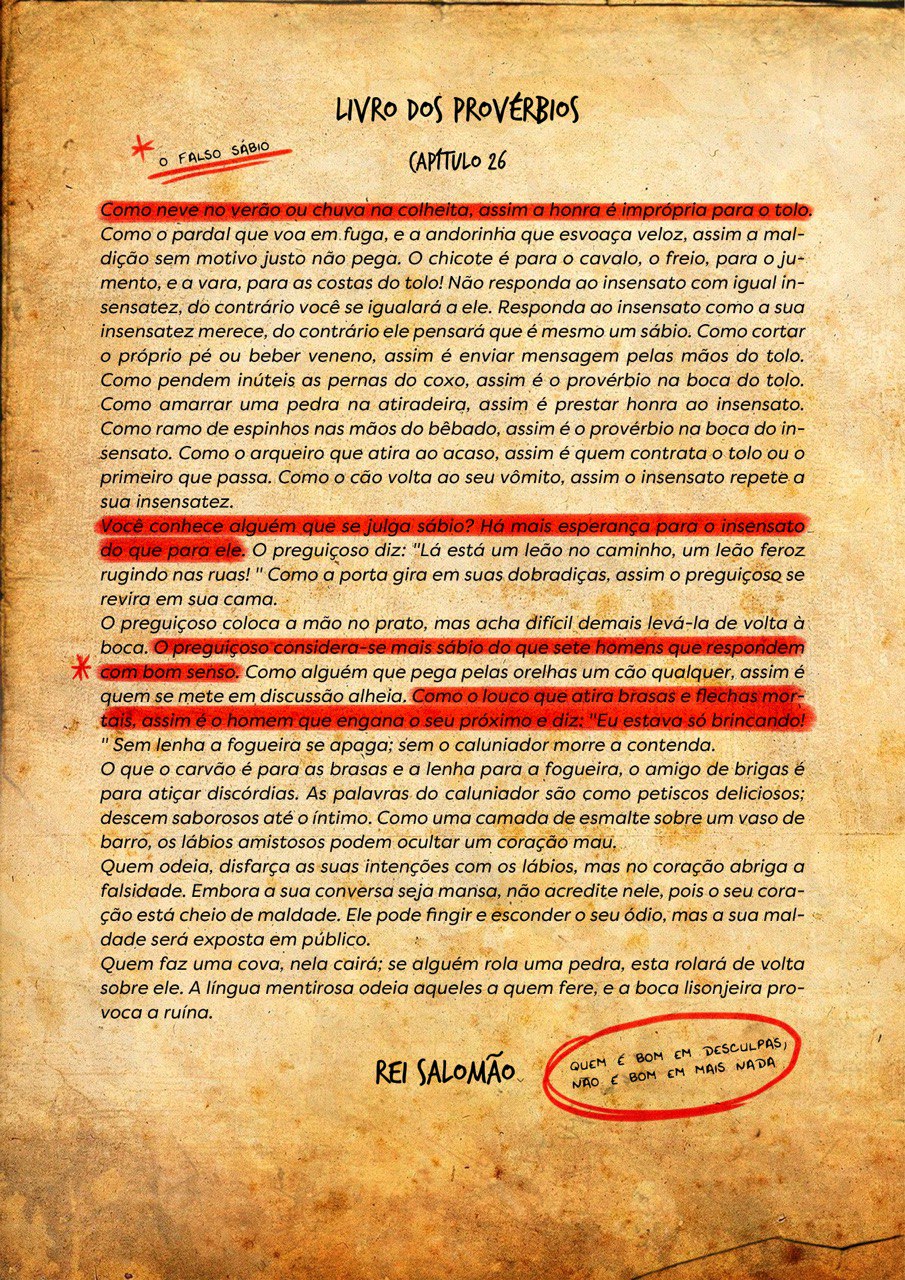 LIVRO DOS PROVÉRBIOS
* O FALSO SÁBIO
CAPÍTULO 26
Como neve no verão ou chuva na colheita, assim a honra é imprópria para o tolo.
Como o pardal que voa em fuga, e a andorinha que esvoaça veloz, assim a mal-
dição sem motivo justo não pega. O chicote é para o cavalo, o freio, para o ju-
mento, e a vara, para as costas do tolo! Não responda ao insensato com igual in-
sensatez, do contrário você se igualará a ele. Responda ao insensato como a sua
insensatez merece, do contrário ele pensará que é mesmo um sábio. Como cortar
o próprio pé ou beber veneno, assim é enviar mensagem pelas mãos do tolo.
Como pendem inúteis as pernas do coxo, assim é o provérbio na boca do tolo.
Como amarrar uma pedra na atiradeira, assim é prestar honra ao insensato.
Como ramo de espinhos nas mãos do bêbado, assim é o provérbio na boca do in-
sensato. Como o arqueiro que atira ao acaso, assim é quem contrata o tolo ou o
primeiro que passa. Como o cão volta ao seu vômito, assim o insensato repete a
sua insensatez.
Você conhece alguém que se julga sábio? Há mais esperança para o insensato
do que para ele. O preguiçoso diz: "Lá está um leão no caminho, um leão feroz
rugindo nas ruas! " Como a porta gira em suas dobradiças, assim o preguiçoso se
revira em sua cama.
O preguiçoso coloca a mão no prato, mas acha difícil demais levá-la de volta à
boca. O preguiçoso considera-se mais sábio do que sete homens que respondem
* com bom senso. Como alguém que pega pelas orelhas um cão qualquer, assim é
quem se mete em discussão alheia. Como o louco que atira brasas e flechas mor-
tais, assim é o homem que engana o seu próximo e diz: "Eu estava só brincando!
" Sem lenha a fogueira se apaga; sem o caluniador morre a contenda.
O que o carvão é para as brasas e a lenha para a fogueira, o amigo de brigas é
para atiçar discórdias. As palavras do caluniador são como petiscos deliciosos;
descem saborosos até o íntimo. Como uma camada de esmalte sobre um vaso de
barro, os lábios amistosos podem ocultar um coração mau.
Quem odeia, disfarça as suas intenções com os lábios, mas no coração abriga a
falsidade. Embora a sua conversa seja mansa, não acredite nele, pois o seu cora-
ção está cheio de maldade. Ele pode fingir e esconder o seu ódio, mas a sua mal-
dade será exposta em público.
Quem faz uma cova, nela cairá; se alguém rola uma pedra, esta rolará de volta
sobre ele. A língua mentirosa odeia aqueles a quem fere, e a boca lisonjeira pro-
voca a ruína.
REI SALOMÃO
QUEM É BOM EM DESCULPAS,
NÃO É BOM EM MAIS NADA